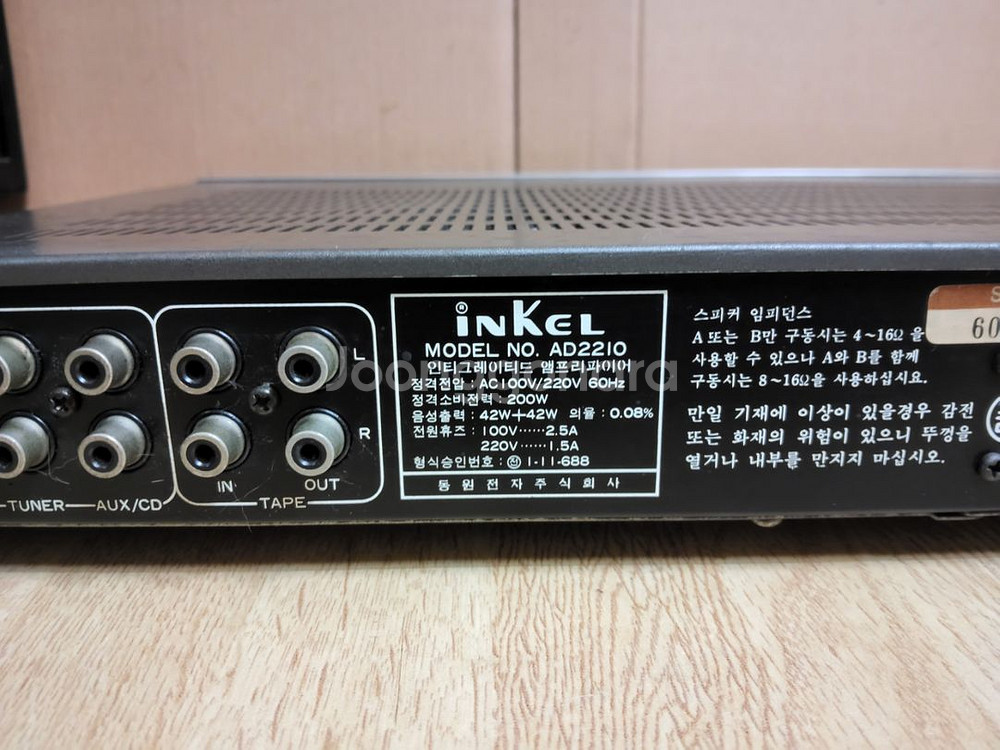 L
R
TUNER
AUX/CD
IN
OUT
TAPE
iNKEL
MODEL NO. AD2210
인티그레이티드 앰프리파이어
정격전압 : AC100V/220V 60Hz
정격소비전력 : 200W
음성출력 : 42W+42W 의율 : 0.08%
전원휴즈 : 100V……2.5A
220V……1.5A
형식승인번호 : 1-11-688
동원전자주식회사
스피커 임피던스
A 또는 B만 구동시는 4~16Ω 을
사용할 수 있으나 A와 B를 함께
구동시는 8~16Ω을 사용하십시요.
만일 기재에 이상이 있을경우 감전
또는 화재의 위험이 있으니 뚜껑을
열거나 내부를 만지지 마십시오.
60
Joonggonara